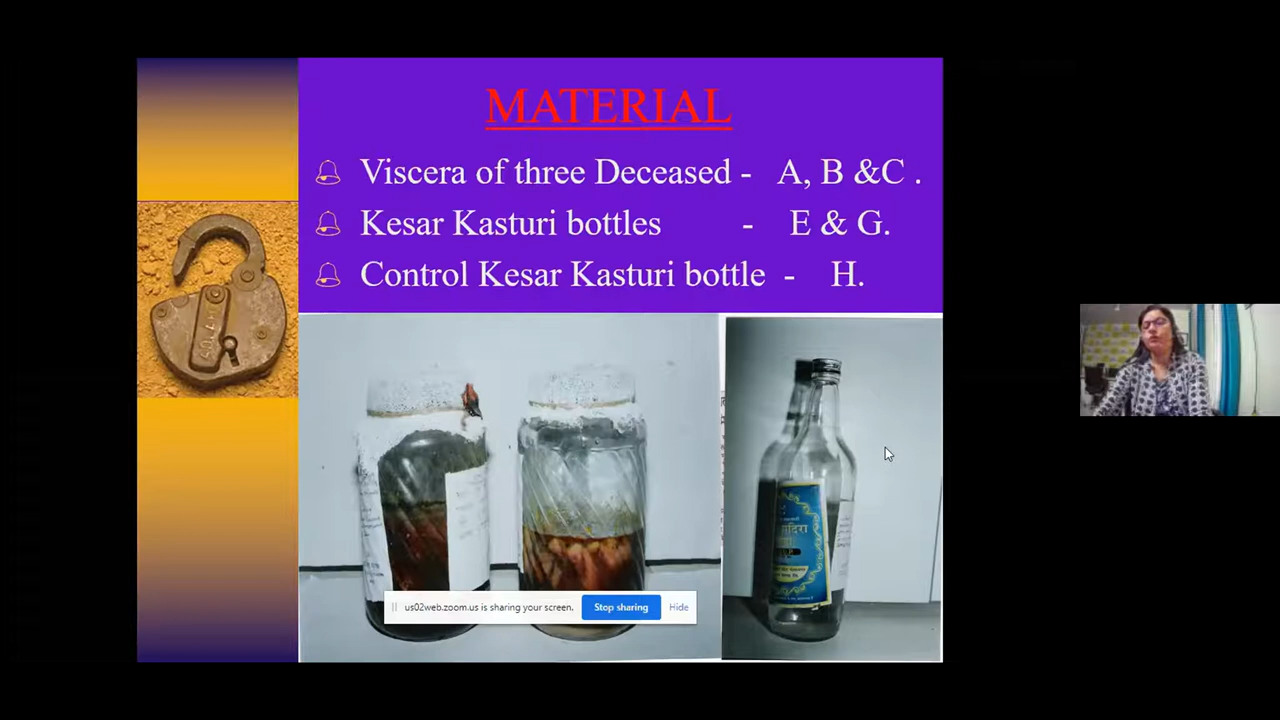 MATERIAL
Viscera of three Deceased - A, B &C .
Kesar Kasturi bottles - E & G.
Control Kesar Kasturi bottle - H.
us02web.zoom.us is sharing your screen. Stop sharing Hide